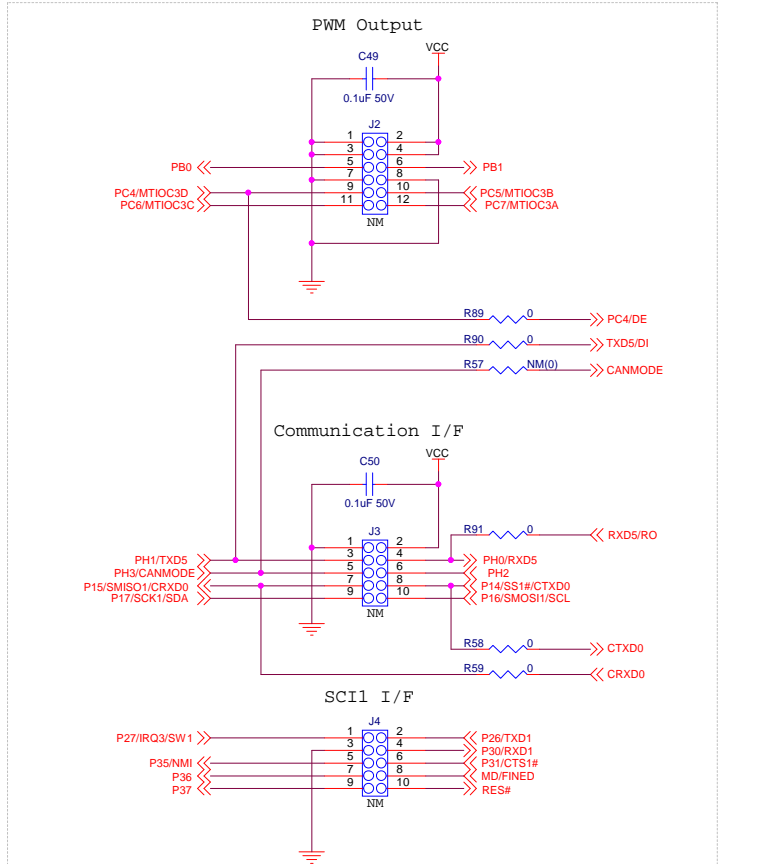 PWM Output
VCC
C49
0.1uF 50V
J2
1 2
3 4
PB0 5 6 PB1
7 8
PC4/MTIOC3D 9 10 PC5/MTIOC3B
PC6/MTIOC3C 11 12 PC7/MTIOC3A
NM
R89 0 PC4/DE
R90 0 TXD5/DI
R57 NM(0) CANMODE
Communication I/F
VCC
C50
0.1uF 50V
R91 0 RXD5/RO
J3
1 2
PH1/TXD5 3 4 PH0/RXD5
PH3/CANMODE 5 6 PH2
P15/SMISO1/CRXD0 7 8 P14/SS1#/CTXD0
P17/SCK1/SDA 9 10 P16/SMOSI1/SCL
NM
R58 0 CTXD0
R59 0 CRXD0
SCI1 I/F
J4
P27/IRQ3/SW1 1 2 P26/TXD1
3 4 P30/RXD1
P35/NMI 5 6 P31/CTS1#
P36 7 8 MD/FINED
P37 9 10 RES#
NM